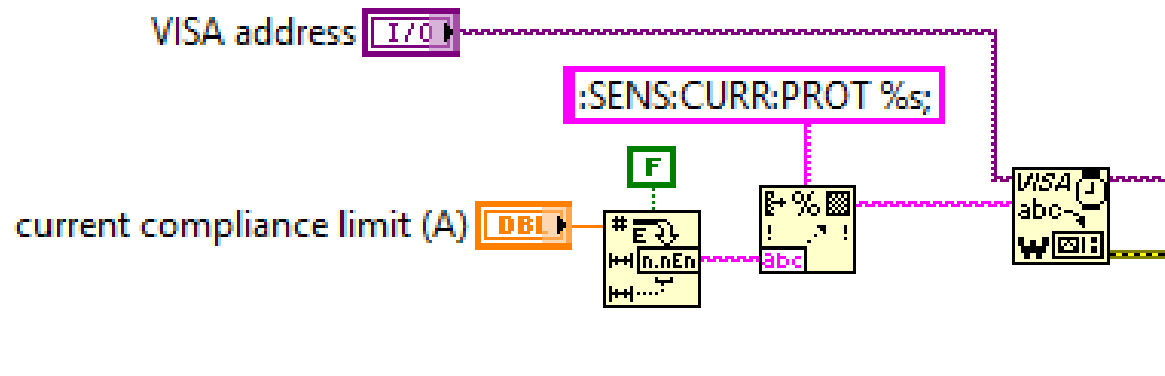 VISA address I/O
:SENS:CURR:PROT %s;
F
current compliance limit (A) DBL
#
E
n.nEn
%
! !
abc
VISA
abc
W